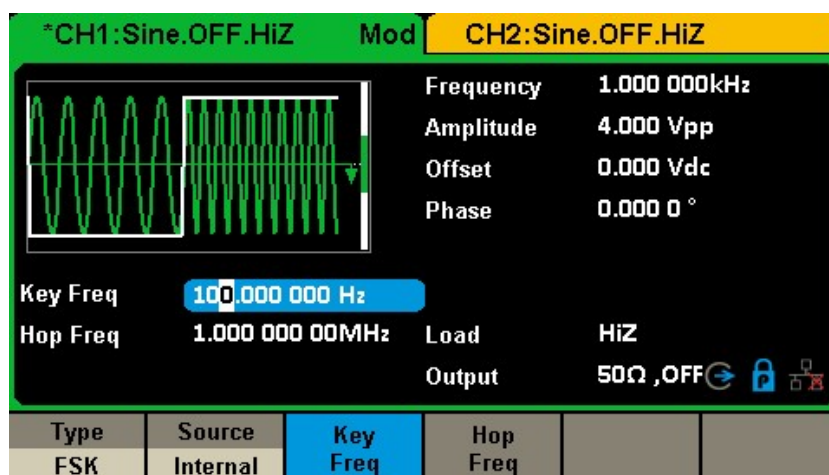 *CH1:Sine.OFF.HiZ Mod CH2:Sine.OFF.HiZ
Frequency 1.000 000kHz
Amplitude 4.000 Vpp
Offset 0.000 Vdc
Phase 0.000 0 °
Key Freq 100.000 000 Hz
Hop Freq 1.000 000 00MHz
Load HiZ
Output 50Ω ,OFF P
Type Source Key Freq Hop Freq
FSK Internal